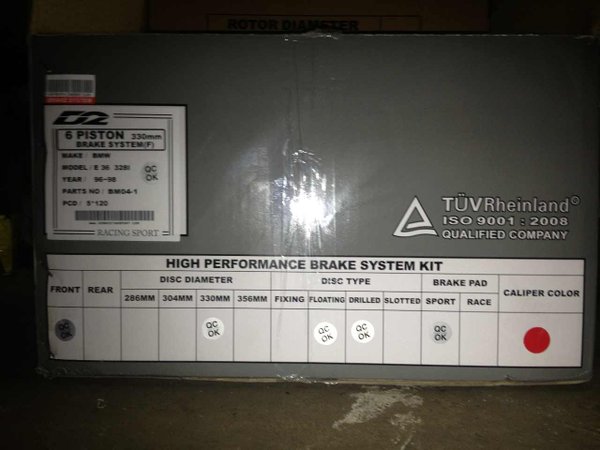 ROTOR DIAMETER
D2
6 PISTON 330mm
BRAKE SYSTEM(F)
MAKE: BMW
MODEL: E 36 328I
QC OK
YEAR: 96-98
PARTS NO: BM04-1
PCD: 5*120
RACING SPORT
TÜVRheinland®
ISO 9001 : 2008
QUALIFIED COMPANY
HIGH PERFORMANCE BRAKE SYSTEM KIT
FRONT REAR DISC DIAMETER DISC TYPE BRAKE PAD CALIPER COLOR
286MM 304MM 330MM 356MM FIXING FLOATING DRILLED SLOTTED SPORT RACE
QC OK QC OK QC OK QC OK QC OK